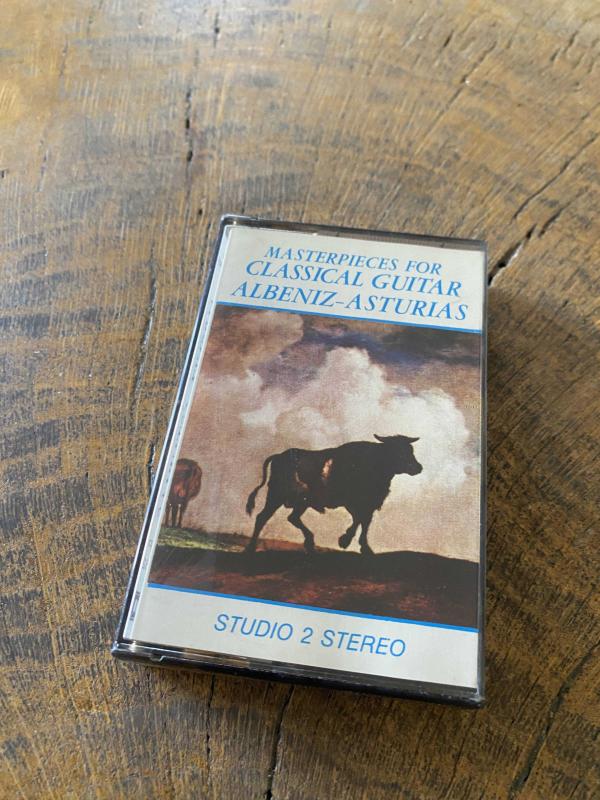 MASTERPIECES FOR
CLASSICAL GUITAR
ALBENIZ-ASTURIAS
STUDIO 2 STEREO